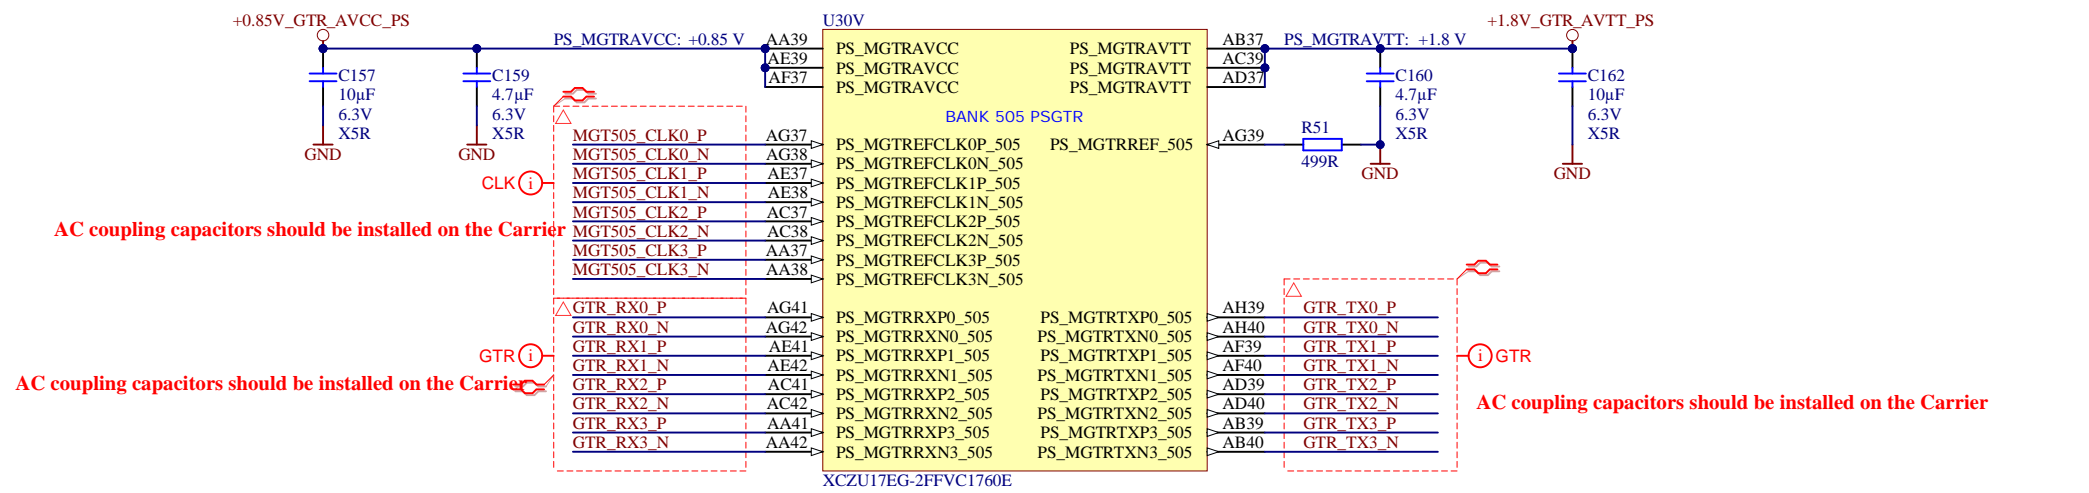 +0.85V_GTR_AVCC_PS
U30V
+1.8V_GTR_AVTT_PS
PS_MGTRAVCC: +0.85 V
AA39
PS_MGTRAVCC
PS_MGTRAVTT
AB37
PS_MGTRAVTT: +1.8 V
AE39
PS_MGTRAVCC
PS_MGTRAVTT
AC39
AF37
PS_MGTRAVCC
PS_MGTRAVTT
AD37
C157
10µF
6.3V
X5R
GND
C159
4.7µF
6.3V
X5R
GND
C160
4.7µF
6.3V
X5R
GND
C162
10µF
6.3V
X5R
GND
BANK 505 PSGTR
MGT505_CLK0_P
AG37
PS_MGTREFCLK0P_505
PS_MGTRREF_505
AG39
R51
499R
MGT505_CLK0_N
AG38
PS_MGTREFCLK0N_505
MGT505_CLK1_P
AE37
PS_MGTREFCLK1P_505
CLK
i
MGT505_CLK1_N
AE38
PS_MGTREFCLK1N_505
MGT505_CLK2_P
AC37
PS_MGTREFCLK2P_505
AC coupling capacitors should be installed on the Carrier
MGT505_CLK2_N
AC38
PS_MGTREFCLK2N_505
MGT505_CLK3_P
AA37
PS_MGTREFCLK3P_505
MGT505_CLK3_N
AA38
PS_MGTREFCLK3N_505
GTR_RX0_P
AG41
PS_MGTRRXP0_505
PS_MGTRTXP0_505
AH39
GTR_TX0_P
GTR_RX0_N
AG42
PS_MGTRRXN0_505
PS_MGTRTXN0_505
AH40
GTR_TX0_N
GTR
i
GTR_RX1_P
AE41
PS_MGTRRXP1_505
PS_MGTRTXP1_505
AF39
GTR_TX1_P
i
GTR
GTR_RX1_N
AE42
PS_MGTRRXN1_505
PS_MGTRTXN1_505
AF40
GTR_TX1_N
AC coupling capacitors should be installed on the Carrier
GTR_RX2_P
AC41
PS_MGTRRXP2_505
PS_MGTRTXP2_505
AD39
GTR_TX2_P
GTR_RX2_N
AC42
PS_MGTRRXN2_505
PS_MGTRTXN2_505
AD40
GTR_TX2_N
AC coupling capacitors should be installed on the Carrier
GTR_RX3_P
AA41
PS_MGTRRXP3_505
PS_MGTRTXP3_505
AB39
GTR_TX3_P
GTR_RX3_N
AA42
PS_MGTRRXN3_505
PS_MGTRTXN3_505
AB40
GTR_TX3_N
XCZU17EG-2FFVC1760E